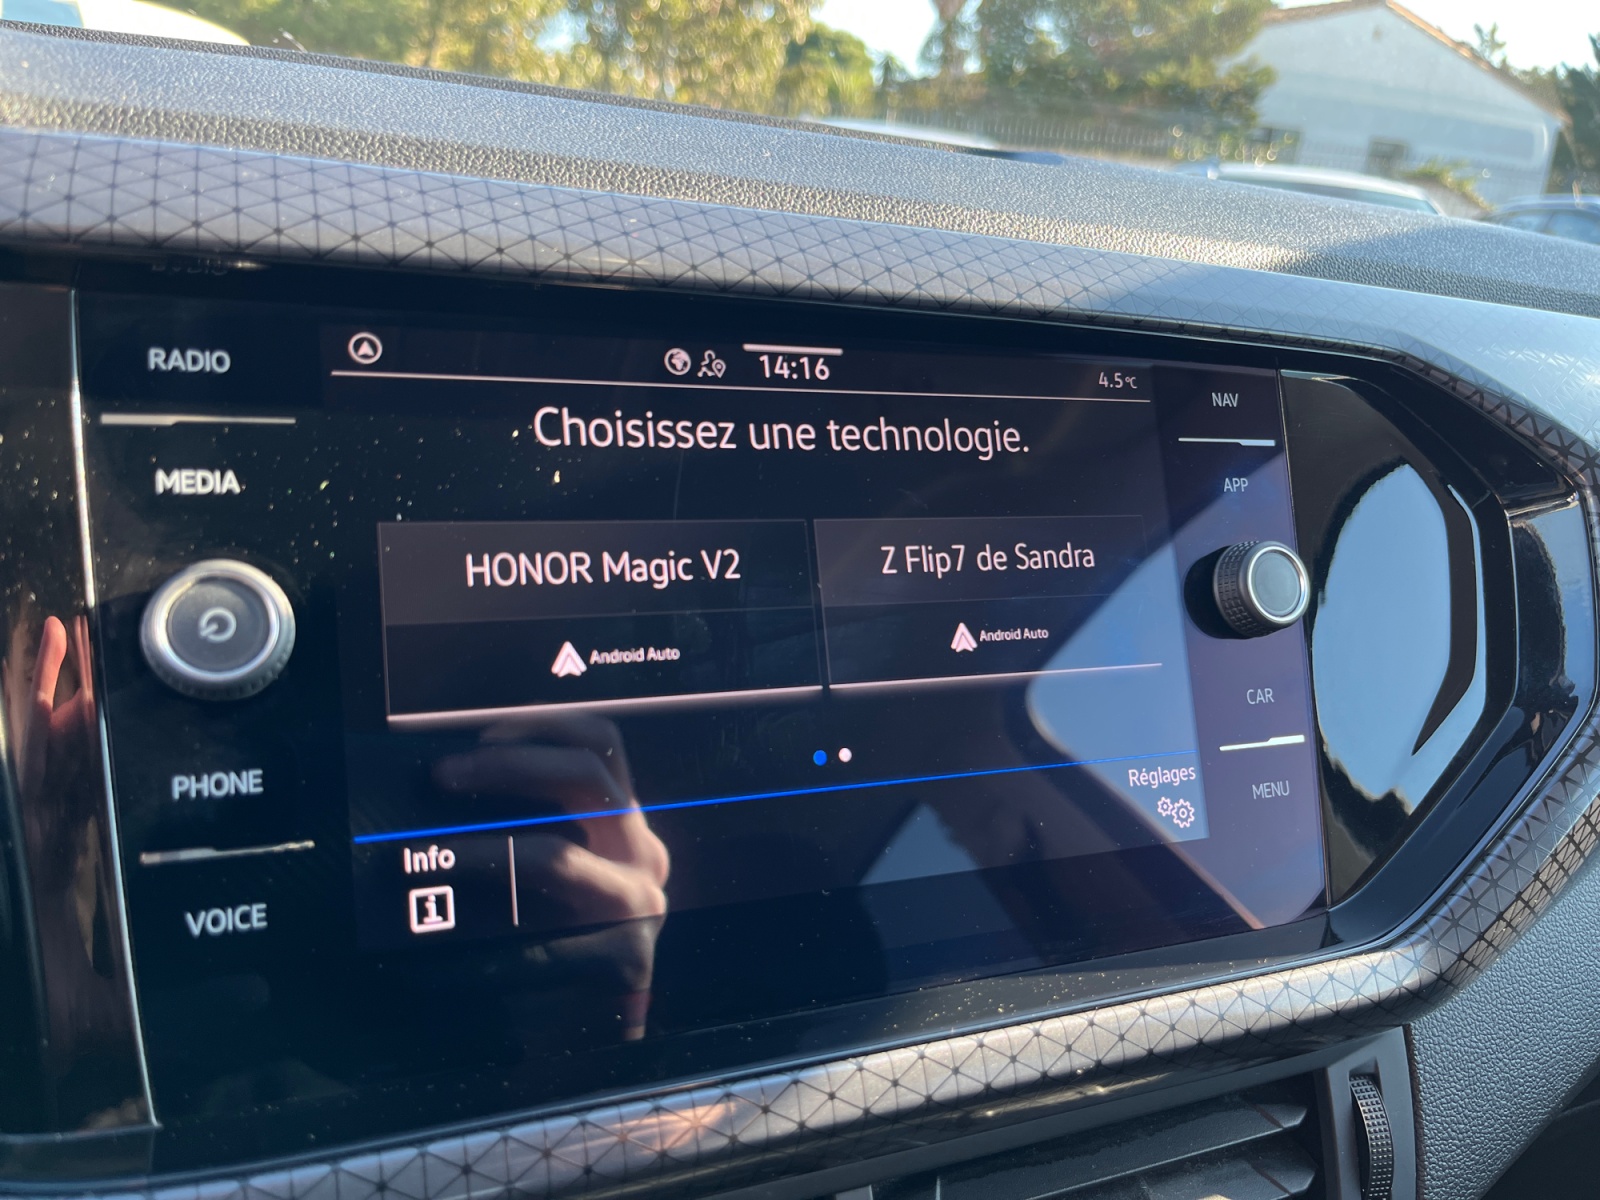 RADIO
MEDIA
PHONE
VOICE
14:16
4.5°C
Choisissez une technologie.
HONOR Magic V2
Android Auto
Z Flip7 de Sandra
Android Auto
Réglages
Info
i
NAV
APP
CAR
MENU